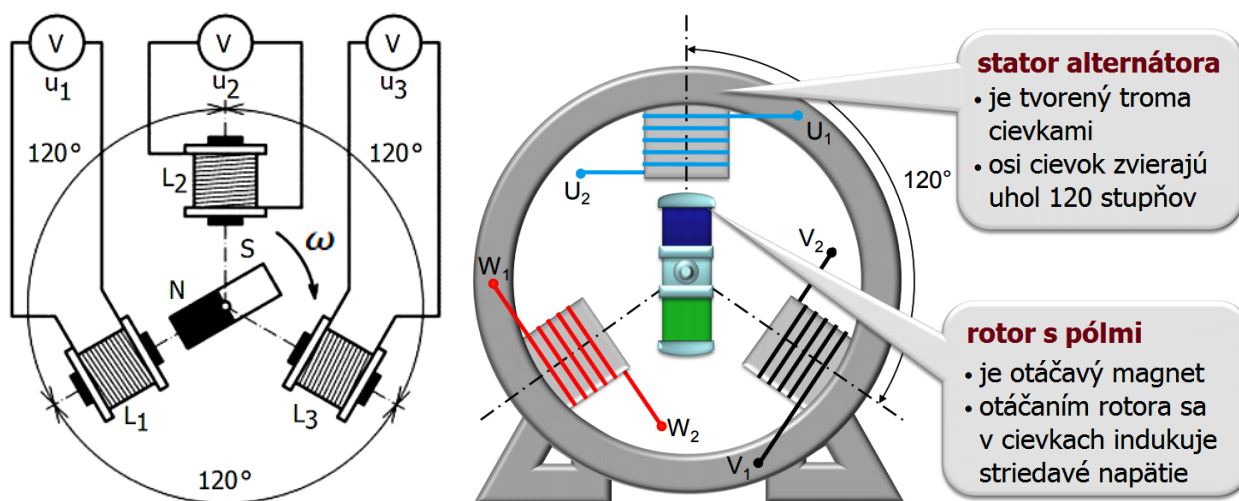 V
V
V
u1
u2
u3
120°
120°
L2
S
ω
N
L1
L3
120°
U1
U2
120°
V2
W1
W2
V1
stator alternátora
• je tvorený troma
cievkami
• osi cievok zvierajú
uhol 120 stupňov
rotor s pólmi
• je otáčavý magnet
• otáčaním rotora sa
v cievkach indukuje
striedavé napätie